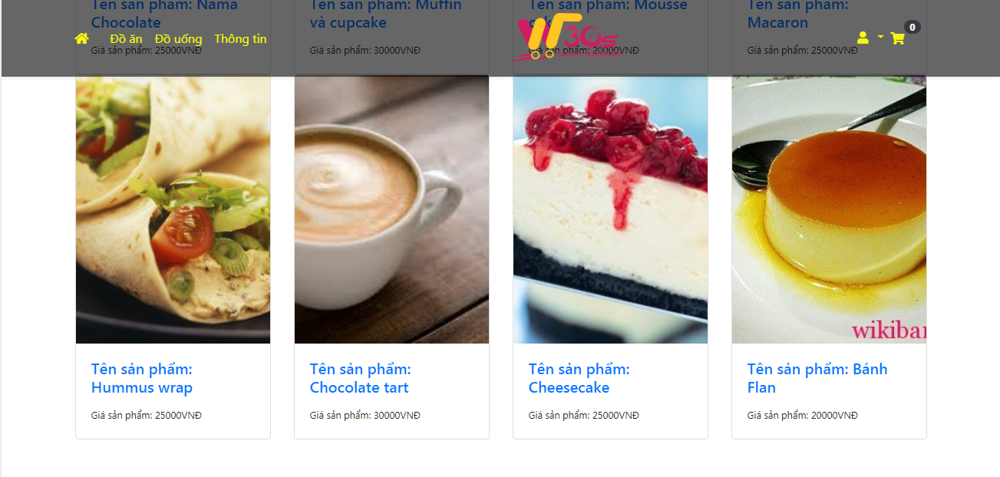 Tên sản phẩm: Nama
Chocolate
Giá sản phẩm: 25000VNĐ
Tên sản phẩm: Muffin
và cupcake
Giá sản phẩm: 30000VNĐ
Tên sản phẩm: Mousse
Giá sản phẩm: 20000VNĐ
Tên sản phẩm:
Macaron
Giá sản phẩm: 25000VNĐ
Đồ ăn Đồ uống Thông tin
30s
0
wikiba
Tên sản phẩm:
Hummus wrap
Giá sản phẩm: 25000VNĐ
Tên sản phẩm:
Chocolate tart
Giá sản phẩm: 30000VNĐ
Tên sản phẩm:
Cheesecake
Giá sản phẩm: 25000VNĐ
Tên sản phẩm: Bánh
Flan
Giá sản phẩm: 20000VNĐ